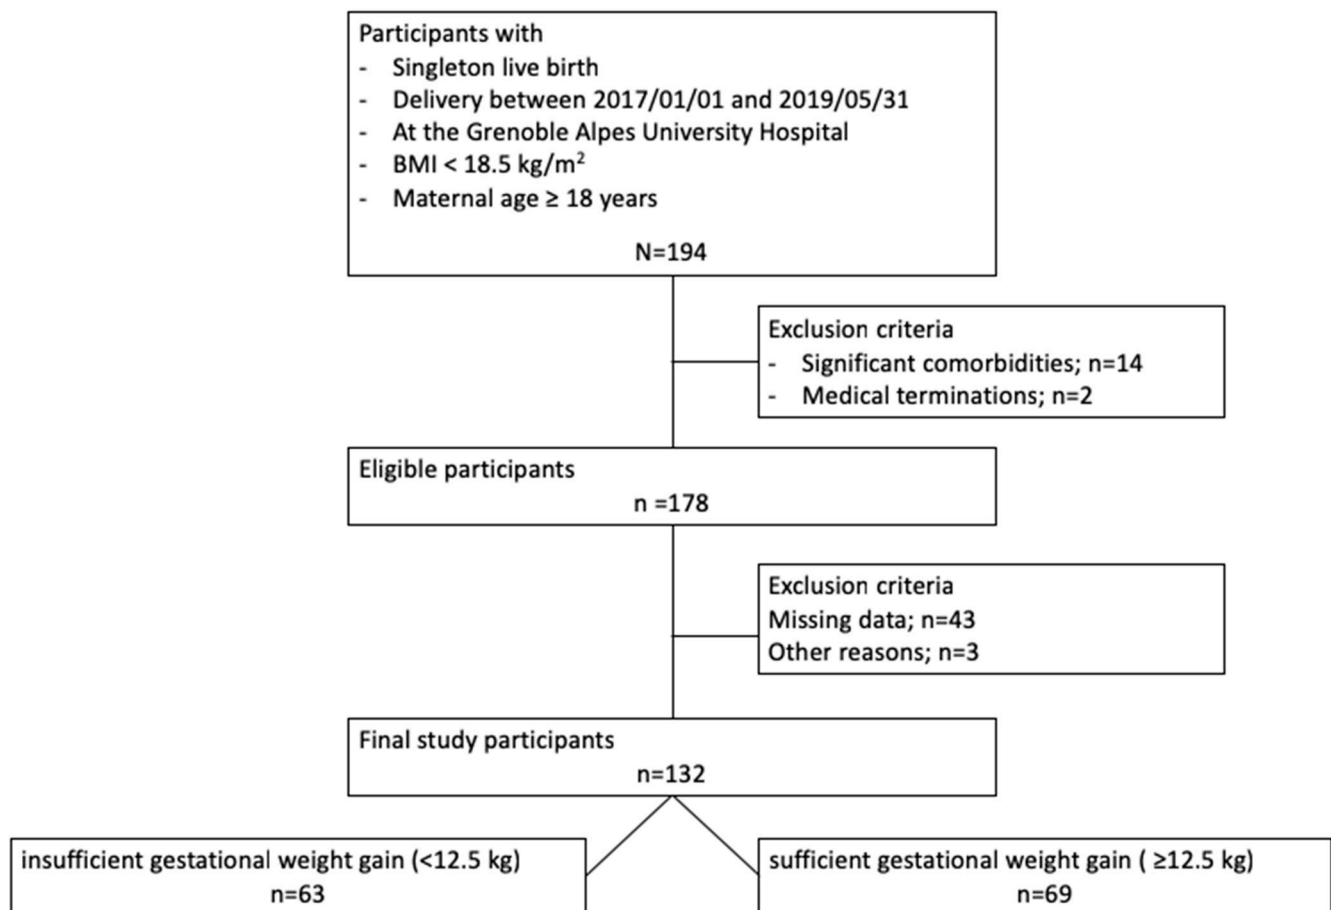 Participants with
- Singleton live birth
- Delivery between 2017/01/01 and 2019/05/31
- At the Grenoble Alpes University Hospital
- BMI < 18.5 kg/m²
- Maternal age ≥ 18 years
N=194
Exclusion criteria
- Significant comorbidities; n=14
- Medical terminations; n=2
Eligible participants
n =178
Exclusion criteria
Missing data; n=43
Other reasons; n=3
Final study participants
n=132
insufficient gestational weight gain (<12.5 kg)
n=63
sufficient gestational weight gain ( ≥12.5 kg)
n=69